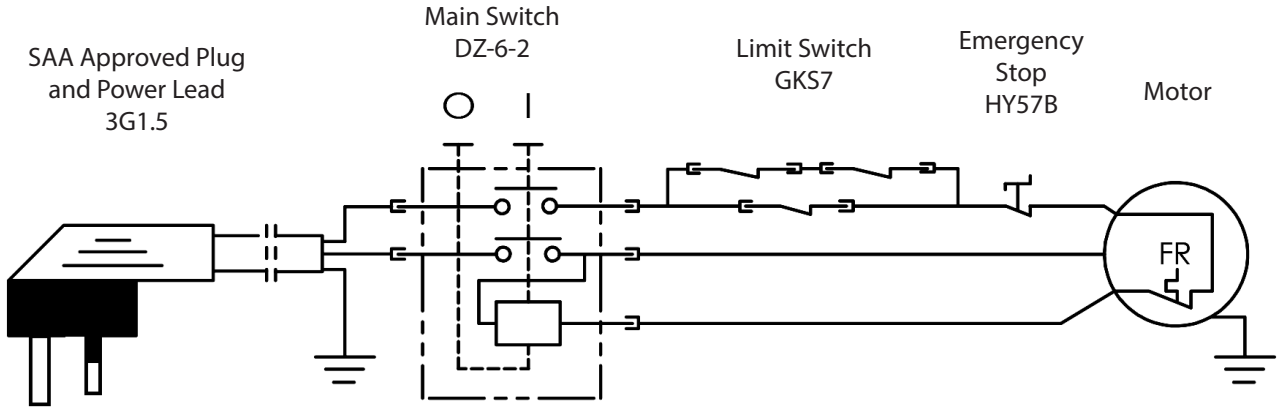 SAA Approved Plug
and Power Lead
3G1.5
Main Switch
DZ-6-2
O I
Limit Switch
GKS7
Emergency
Stop
HY57B
Motor
FR